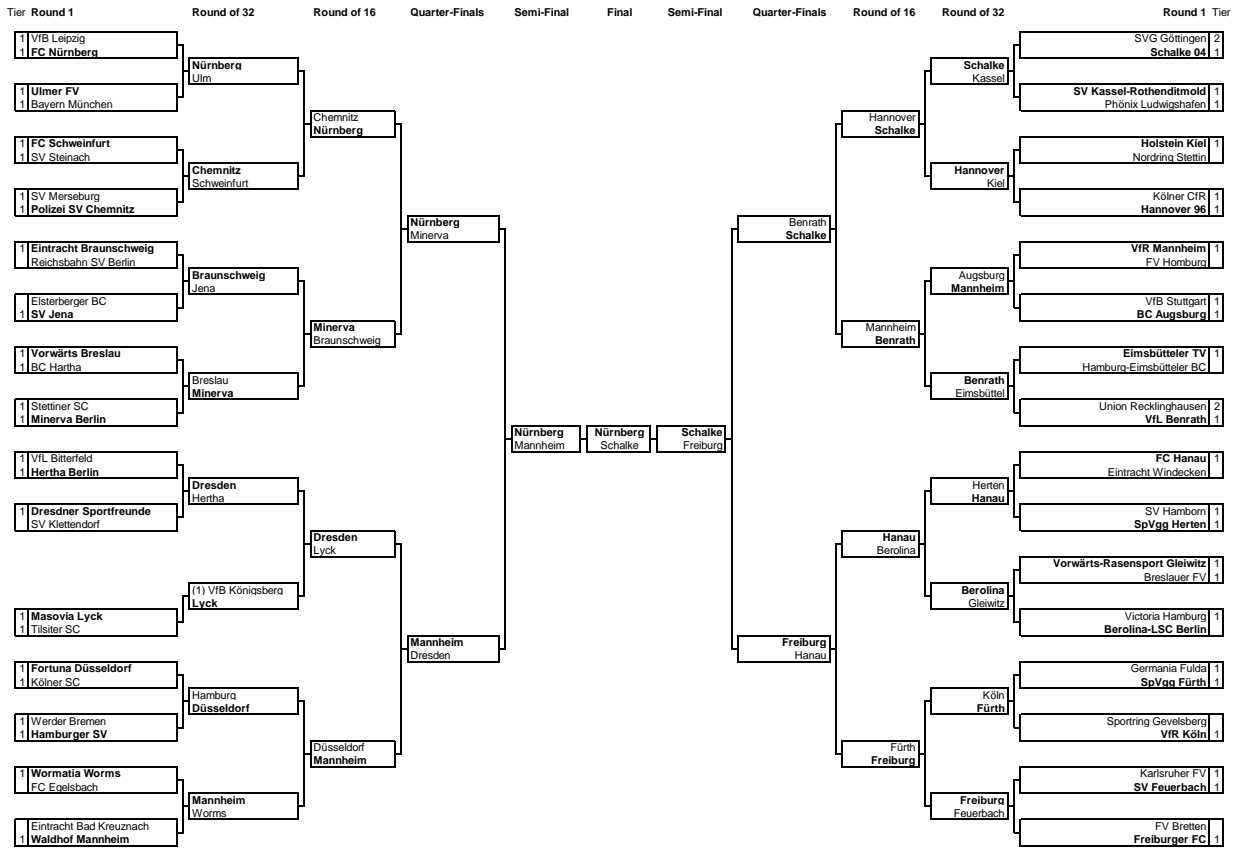 Tier Round 1 Round of 32 Round of 16 Quarter-Finals Semi-Final Final Semi-Final Quarter-Finals Round of 16 Round of 32 Round 1 Tier
1 VfB Leipzig
1 FC Nürnberg
Nürnberg
Ulm
1 Ulmer FV
1 Bayern München
Chemnitz
Nürnberg
1 FC Schweinfurt
1 SV Steinach
Chemnitz
Schweinfurt
1 SV Merseburg
1 Polizei SV Chemnitz
Nürnberg
Minerva
1 Eintracht Braunschweig
Reichsbahn SV Berlin
Braunschweig
Jena
Elsterberger BC
1 SV Jena
Minerva
Braunschweig
1 Vorwärts Breslau
1 BC Hartha
Breslau
Minerva
1 Stettiner SC
1 Minerva Berlin
Nürnberg
Mannheim
Nürnberg
Schalke
Schalke
Freiburg
1 VfL Bitterfeld
1 Hertha Berlin
Dresden
Hertha
1 Dresdner Sportfreunde
SV Klettendorf
Dresden
Lyck
(1) VfB Königsberg
Lyck
1 Masovia Lyck
1 Tilsiter SC
Mannheim
Dresden
1 Fortuna Düsseldorf
1 Kölner SC
Hamburg
Düsseldorf
1 Werder Bremen
1 Hamburger SV
Düsseldorf
Mannheim
1 Wormatia Worms
FC Egelsbach
Mannheim
Worms
Eintracht Bad Kreuznach
1 Waldhof Mannheim
SVG Göttingen 2
Schalke 04 1
Schalke
Kassel
SV Kassel-Rothenditmold 1
Phönix Ludwigshafen 1
Hannover
Schalke
Holstein Kiel 1
Nordring Stettin
Hannover
Kiel
Kölner CfR 1
Hannover 96 1
Benrath
Schalke
VfR Mannheim 1
FV Homburg
Augsburg
Mannheim
VfB Stuttgart 1
BC Augsburg 1
Mannheim
Benrath
Eimsbütteler TV 1
Hamburg-Eimsbütteler BC
Benrath
Eimsbüttel
Union Recklinghausen 2
VfL Benrath 1
FC Hanau 1
Eintracht Windecken
Herten
Hanau
SV Hamborn 1
SpVgg Herten 1
Hanau
Berolina
Vorwärts-Rasensport Gleiwitz 1
Breslauer FV 1
Berolina
Gleiwitz
Victoria Hamburg 1
Berolina-LSC Berlin
Freiburg
Hanau
Germania Fulda 1
SpVgg Fürth 1
Köln
Fürth
Sportring Gevelsberg
VfR Köln 1
Fürth
Freiburg
Karlsruher FV 1
SV Feuerbach 1
Freiburg
Feuerbach
FV Bretten
Freiburger FC 1